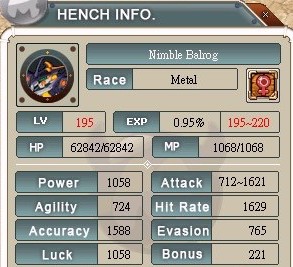 HENCH INFO.
Nimble Balrog
Race Metal
LV 195 EXP 0.95% 195~220
HP 62842/62842 MP 1068/1068
Power 1058 Attack 712~1621
Agility 724 Hit Rate 1629
Accuracy 1588 Evasion 765
Luck 1058 Bonus 221